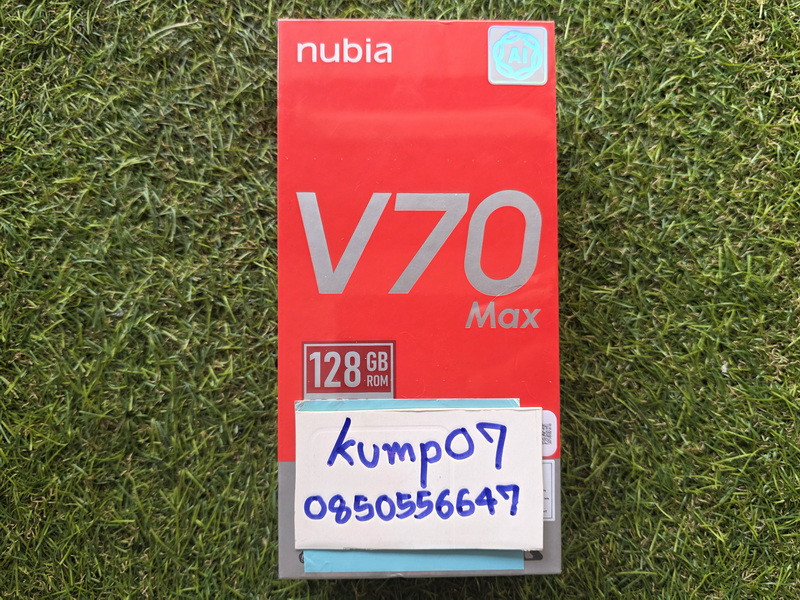 nubia
AI
V70
Max
128 GB
ROM
kump07
0850556647